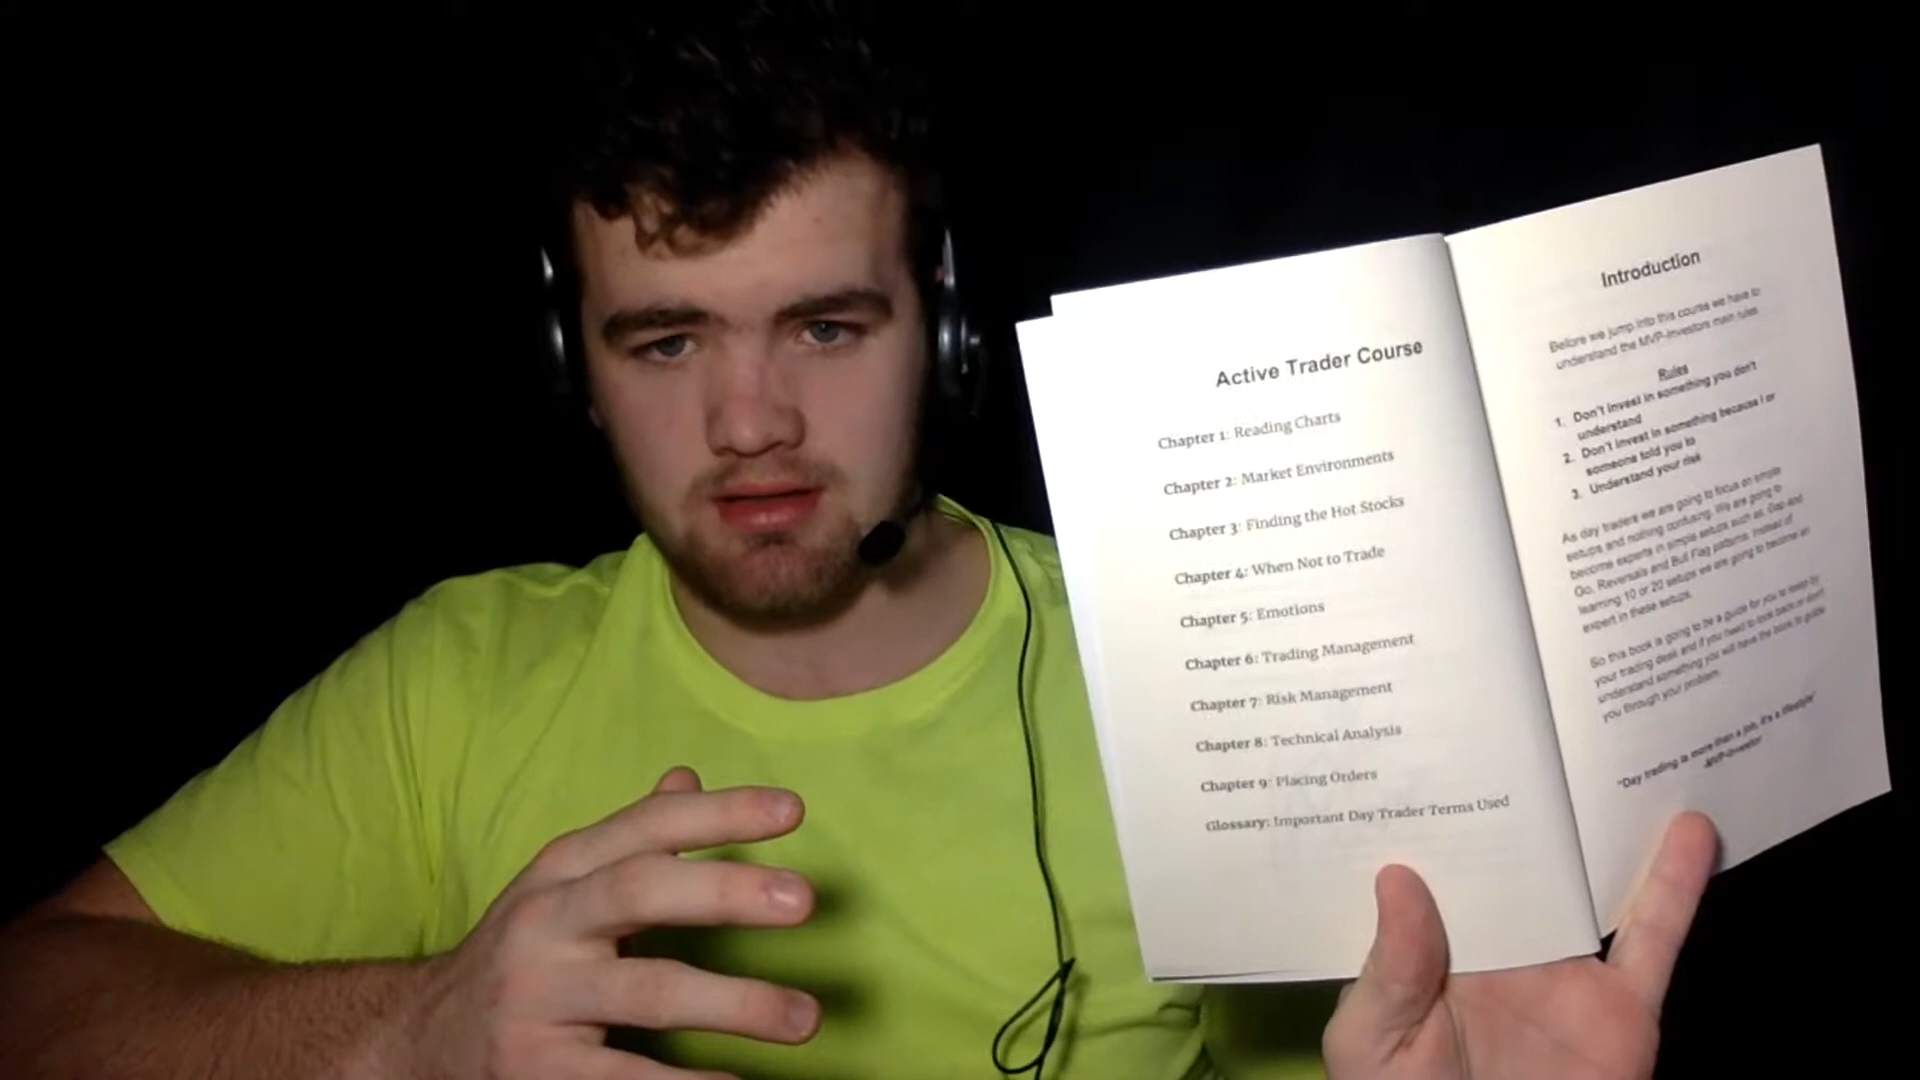 Active Trader Course
Chapter 1: Reading Charts
Chapter 2: Market Environments
Chapter 3: Finding the Hot Stocks
Chapter 4: When Not to Trade
Chapter 5: Emotions
Chapter 6: Trading Management
Chapter 7: Risk Management
Chapter 8: Technical Analysis
Chapter 9: Placing Orders
Glossary: Important Day Trader Terms Used
Introduction
Before we jump into this course we have to
understand the MVP-Investors main rules
Rules
1. Don't invest in something you don't
understand
2. Don't invest in something because I or
someone told you to
3. Understand your risk
As day traders we are going to focus on simple
setups and nothing confusing. We are going to
become experts in simple setups such as, Gap and
Go, Reversals and Bull Flag patterns. Instead of
learning 10 or 20 setups we are going to become an
expert in these setups.
So this book is going to be a guide for you to keep by
your trading desk and if you need to look back or don't
understand something you will have the book to guide
you through your problem.
"Day trading is more than a job, it's a lifestyle"
-MVP-Investor